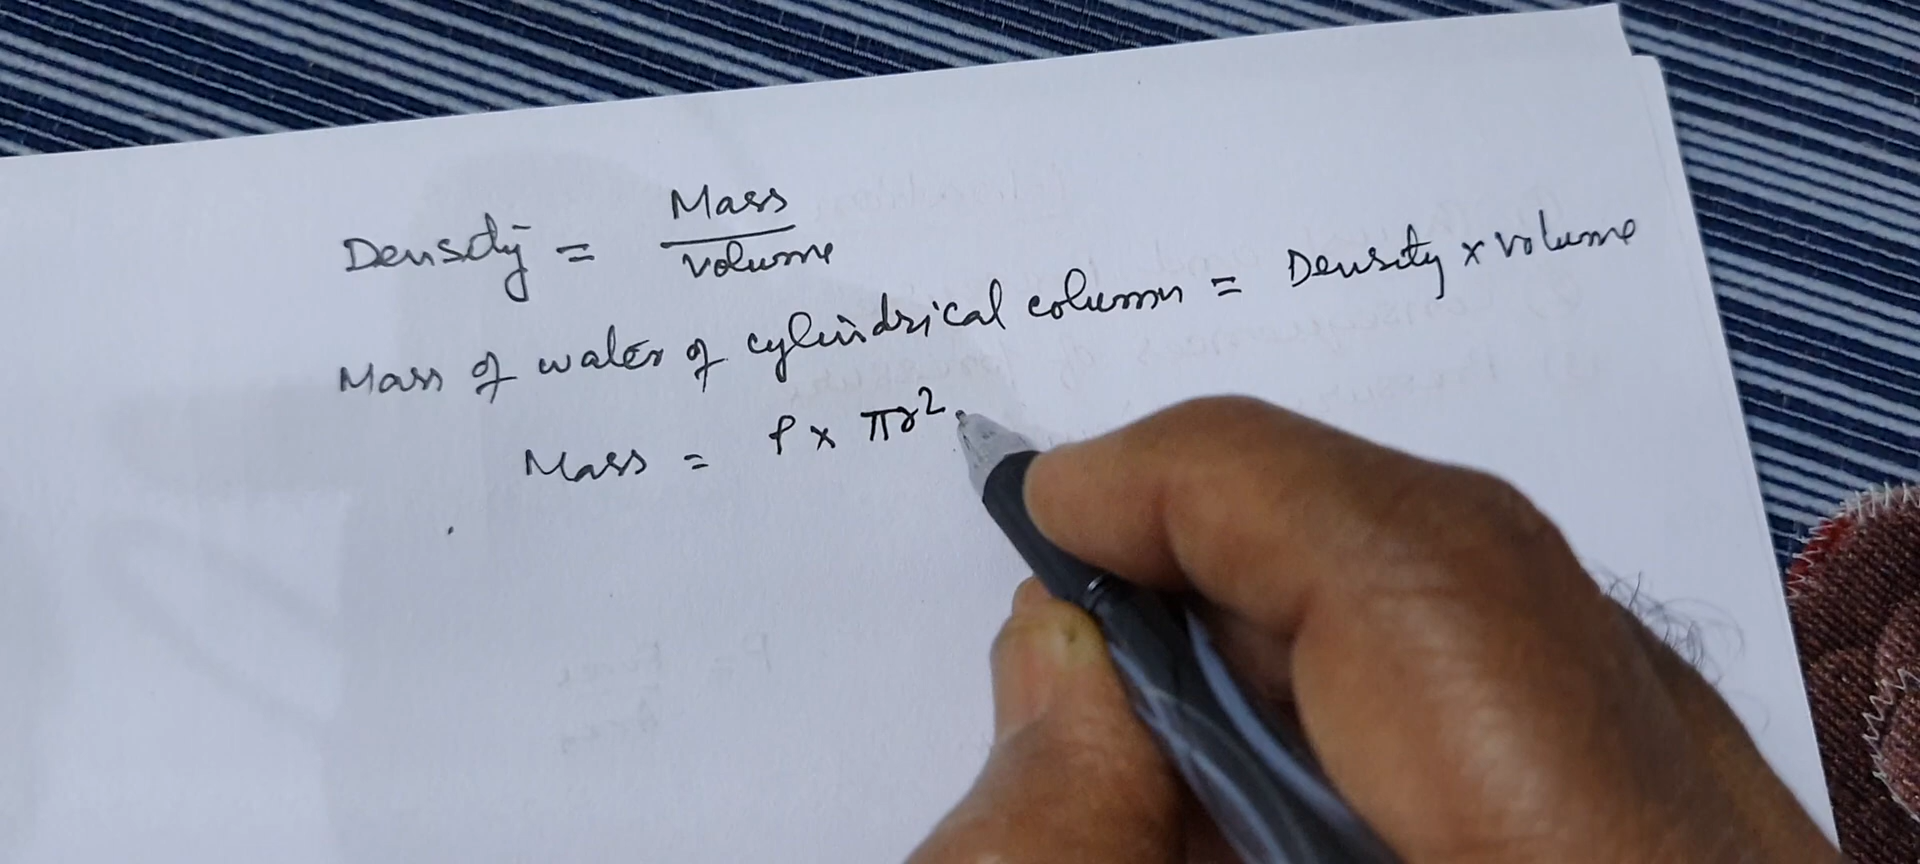 Density = Mass / Volume
Mass of water of cylindrical column = Density × volume
Mass = ρ × πr²